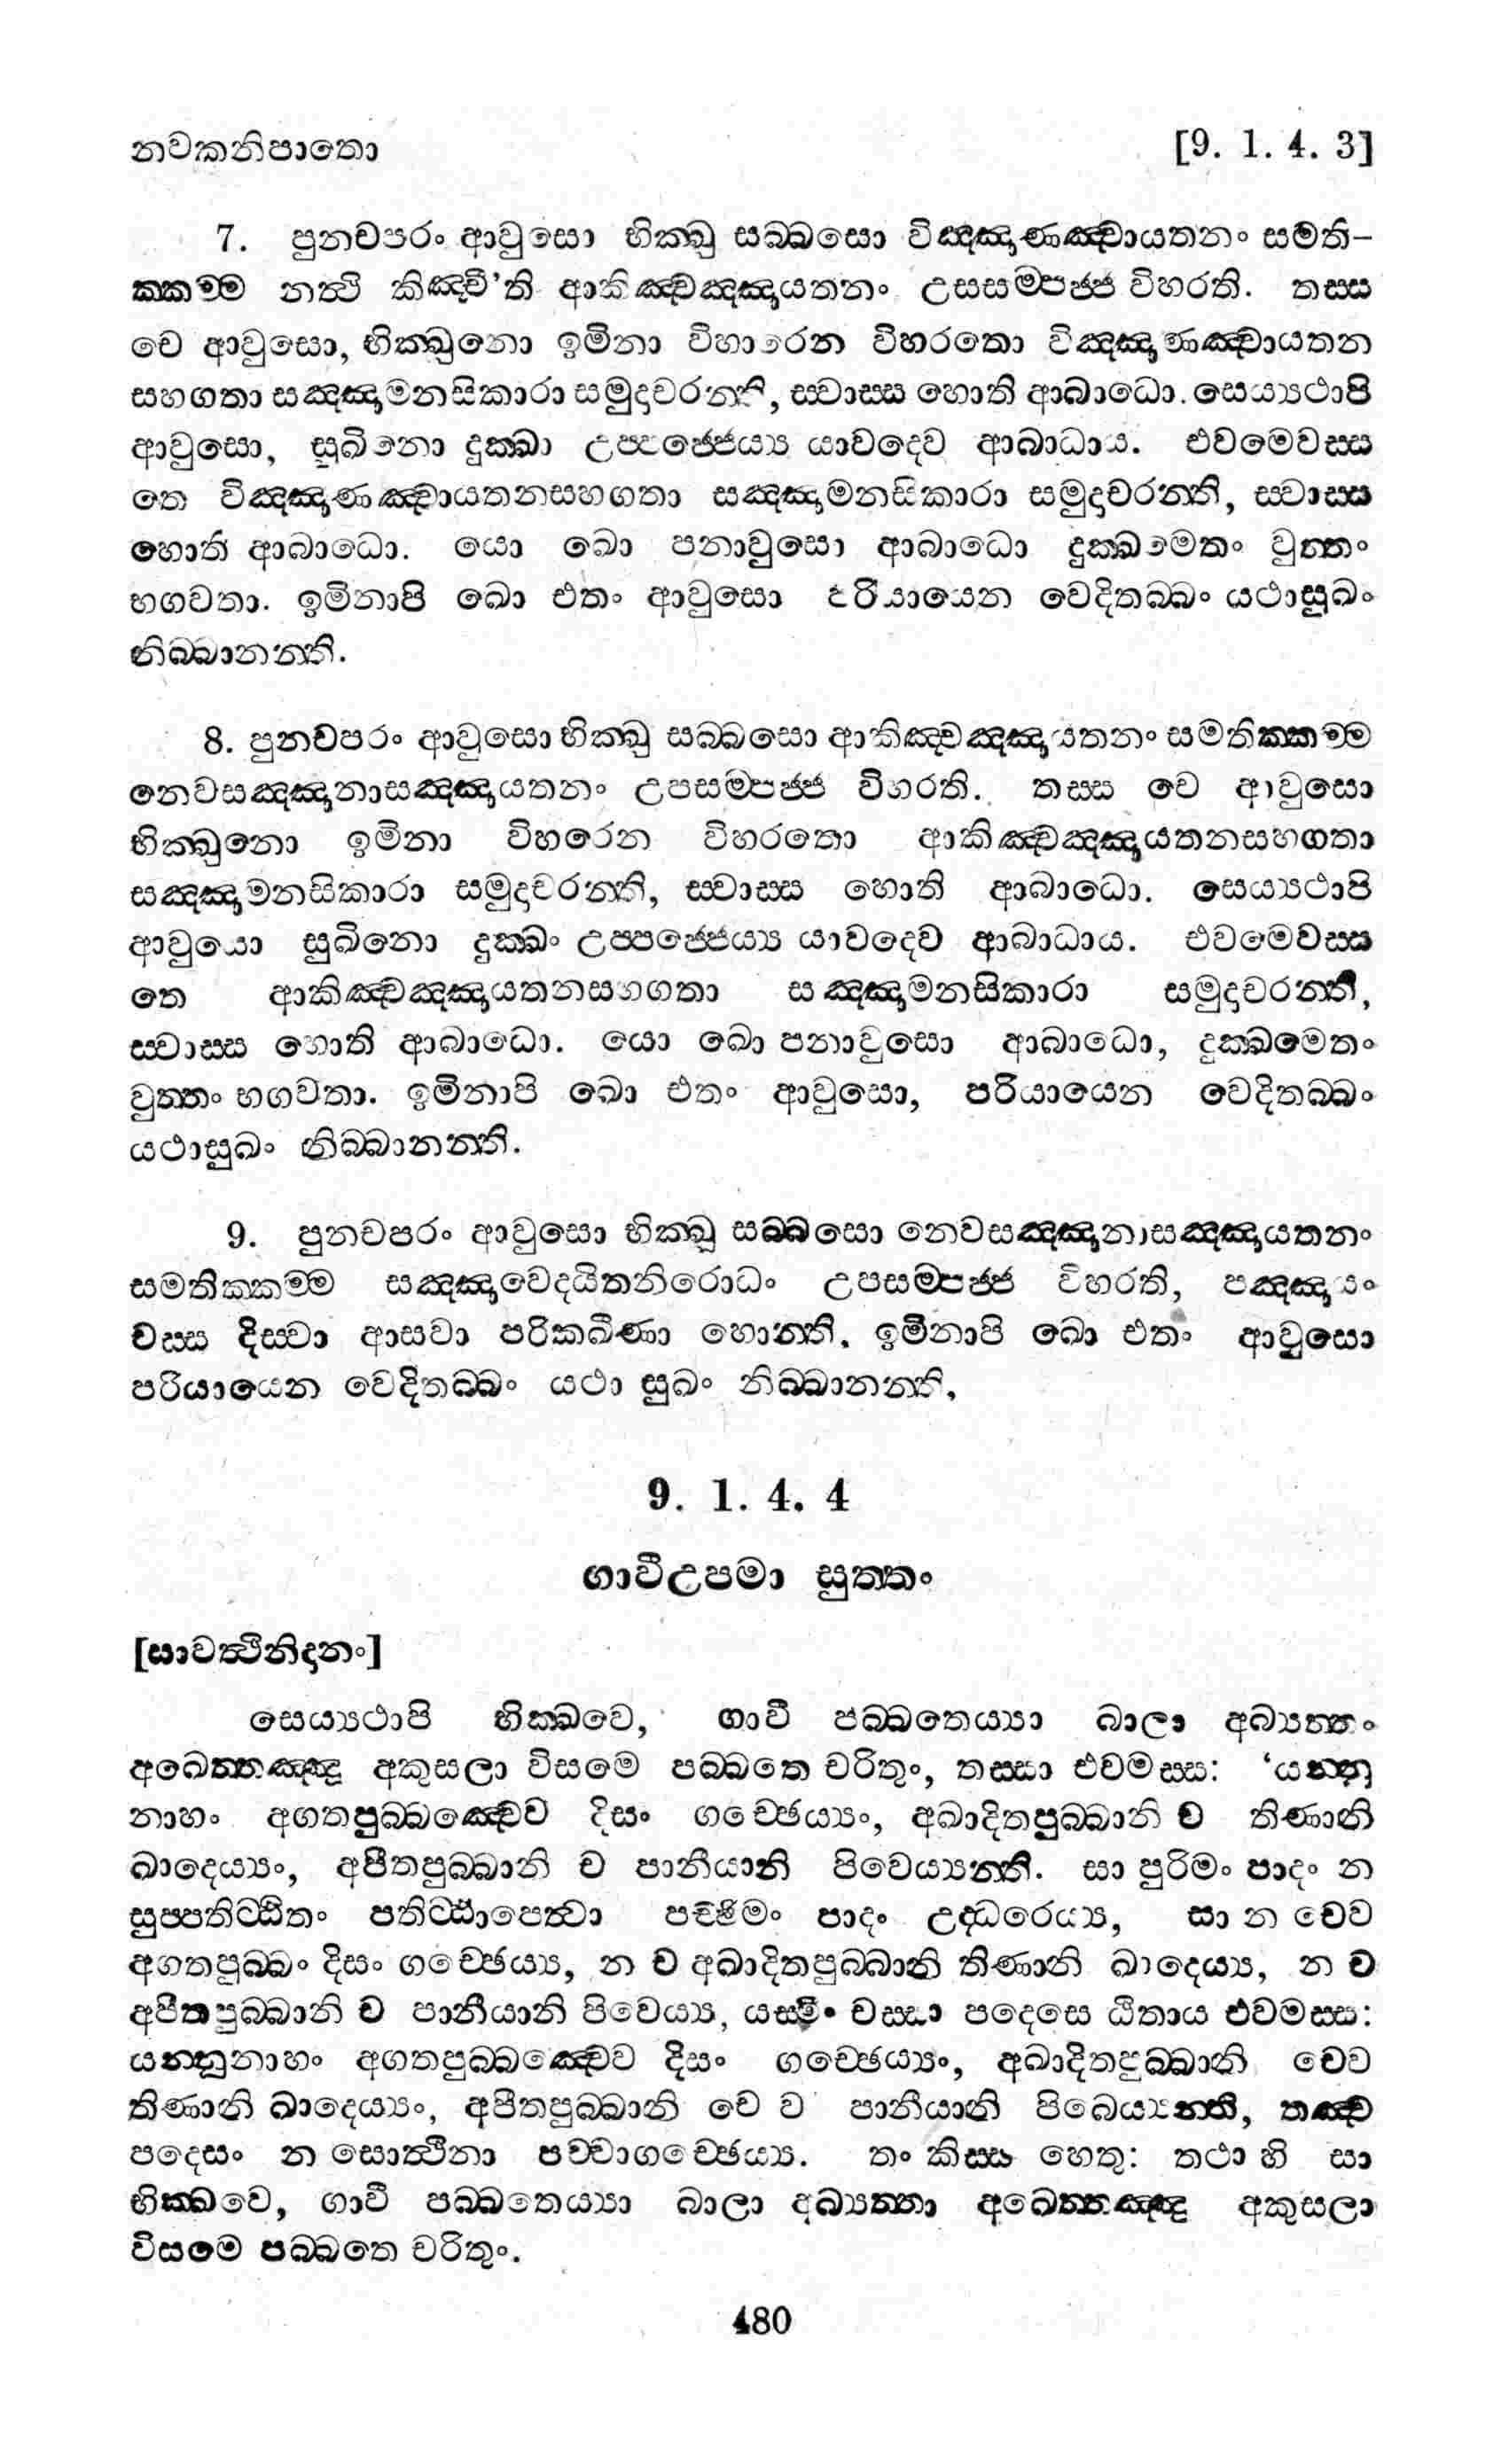 නවකනිපාතො [9. 1. 4. 3]
7. පුනචපරං ආවුසො භික්ඛු සබ්බසො විඤ්ඤාණඤ්චායතනං සමති-
ක්කම්ම නත්ථි කිඤ්චී’ති ආකිඤ්චඤ්ඤායතනං උසසම්පජ්ජ විහරති. තස්ස
චෙ ආවුසො, භික්ඛුනො ඉමිනා විහාරෙන විහරතො විඤ්ඤාණඤ්චායතන
සහගතා සඤ්ඤාමනසිකාරා සමුදාචරන්ති, ස්වාස්ස හොති ආබාධො. සෙය්‍යථාපි
ආවුසො, සුඛිනො දුක්ඛා උප්පජ්ජෙය්‍ය යාවදෙව ආබාධාය. එවමෙවස්ස
තෙ විඤ්ඤාණඤ්චායතනසහගතා සඤ්ඤාමනසිකාරා සමුදාචරන්ති, ස්වාස්ස
හොති ආබාධො. යො ඛො පනාවුසො ආබාධො දුක්ඛමෙතං වුත්තං
භගවතා. ඉමිනාපි ඛො එතං ආවුසො පරියායෙන වෙදිතබ්බං යථාසුඛං
නිබ්බානන්ති.
8. පුනචපරං ආවුසො භික්ඛු සබ්බසො ආකිඤ්චඤ්ඤායතනං සමතික්කම්ම
නෙවසඤ්ඤානාසඤ්ඤායතනං උපසම්පජ්ජ විහරති. තස්ස චෙ ආවුසො
භික්ඛුනො ඉමිනා විහරෙන විහරතො ආකිඤ්චඤ්ඤායතනසහගතා
සඤ්ඤාමනසිකාරා සමුදාචරන්ති, ස්වාස්ස හොති ආබාධො. සෙය්‍යථාපි
ආවුයො සුඛිනො දුක්ඛං උප්පජ්ජෙය්‍ය යාවදෙව ආබාධාය. එවමෙවස්ස
තෙ ආකිඤ්චඤ්ඤායතනසහගතා සඤ්ඤාමනසිකාරා සමුදාචරන්ති,
ස්වාස්ස හොති ආබාධො. යො ඛො පනාවුසො ආබාධො, දුක්ඛමෙතං
වුත්තං භගවතා. ඉමිනාපි ඛො එතං ආවුසො, පරියායෙන වෙදිතබ්බං
යථාසුඛං නිබ්බානන්ති.
9. පුනචපරං ආවුසො භික්ඛූ සබ්බසො නෙවසඤ්ඤානාසඤ්ඤායතනං
සමතික්කම්ම සඤ්ඤාවෙදයිතනිරොධං උපසම්පජ්ජ විහරති, පඤ්ඤායං
චස්ස දිස්වා ආසවා පරික්ඛීණා හොන්ති. ඉමිනාපි ඛො එතං ආවුසො
පරියායෙන වෙදිතබ්බං යථා සුඛං නිබ්බානන්ති,
9. 1. 4. 4
ගාවීඋපමා සුත්තං
[සාවත්ථිනිදානං]
සෙය්‍යථාපි භික්ඛවෙ, ගාවී පබ්බතෙය්‍යා බාලා අබ්‍යත්තං
අඛෙත්තඤ්ඤූ අකුසලා විසමෙ පබ්බතෙ චරිතුං, තස්සා එවමස්ස: ‘යන්නූ
නාහං අගතපුබ්බඤ්චෙව දිසං ගච්ඡෙය්‍යං, අඛාදිතපුබ්බානි ච තිණානි
ඛාදෙය්‍යං, අපීතපුබ්බානි ච පානීයානි පිවෙය්‍යන්ති. සා පුරිමං පාදං න
සුප්පතිට්ඨිතං පතිට්ඨාපෙත්වා පච්ඡිමං පාදං උද්ධරෙය්‍ය, සා න චෙව
අගතපුබ්බං දිසං ගච්ඡෙය්‍ය, න ච අඛාදිතපුබ්බානි තිණානි ඛාදෙය්‍ය, න ච
අපීතපුබ්බානි ච පානීයානි පිවෙය්‍ය, යස්මිං චස්සා පදෙසෙ ඨිතාය එවමස්ස:
යන්නුනාහං අගතපුබ්බඤ්චෙව දිසං ගච්ඡෙය්‍යං, අඛාදිතපුබ්බානි චෙව
තිණානි ඛාදෙය්‍යං, අපීතපුබ්බානි චෙ ව පානීයානි පිබෙය්‍යන්ති, තඤ්ච
පදෙසං න සොත්ථිනා පච්චාගච්ඡෙය්‍ය. තං කිස්ස හෙතු: තථා හි සා
භික්ඛවෙ, ගාවී පබ්බතෙය්‍යා බාලා අබ්‍යත්තා අඛෙත්තඤ්ඤූ අකුසලා
විසමෙ පබ්බතෙ චරිතුං.
480